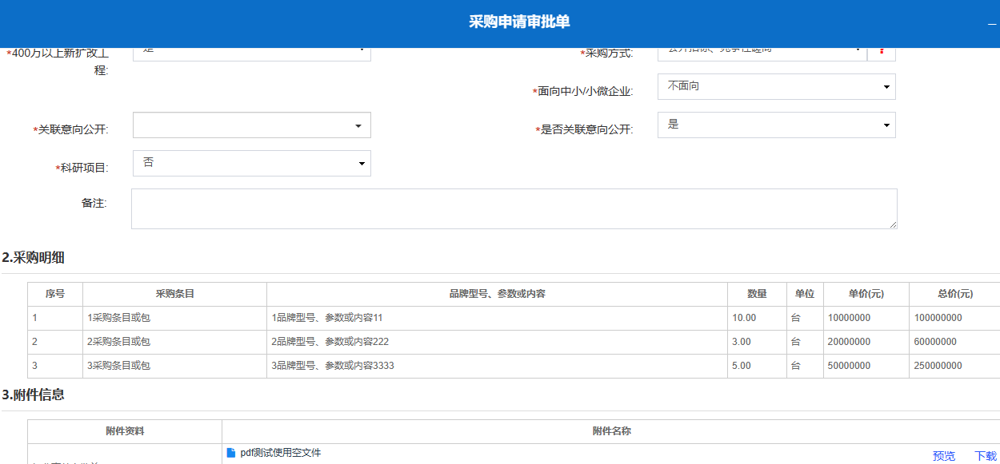 采购申请审批单
*400万以上新扩改工
程:
是
*采购方式:
*面向中小/小微企业:
不面向
*关联意向公开:
*是否关联意向公开:
是
*科研项目:
否
备注:
2.采购明细
序号 采购条目 品牌型号、参数或内容 数量 单位 单价(元) 总价(元)
1 1采购条目或包 1品牌型号、参数或内容11 10.00 台 10000000 100000000
2 2采购条目或包 2品牌型号、参数或内容222 3.00 台 20000000 60000000
3 3采购条目或包 3品牌型号、参数或内容3333 5.00 台 50000000 250000000
3.附件信息
附件资料 附件名称
pdf测试使用空文件
预览 下载